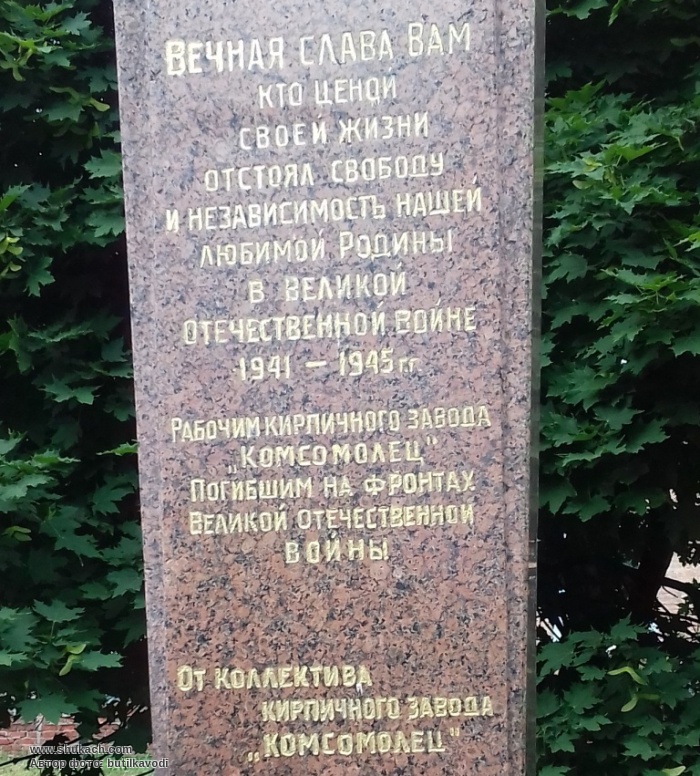 Вечная слава Вам
кто ценой
своей жизни
отстоял свободу
и независимость нашей
любимой Родины
в великой
отечественной войне
1941 – 1945 г.г.
Рабочим кирпичного завода
„Комсомолец"
Погибшим на фронтах
Великой отечественной
войны
От коллектива
кирпичного завода
„Комсомолец"
www.shukach.com
Автор фото: butilkavodi